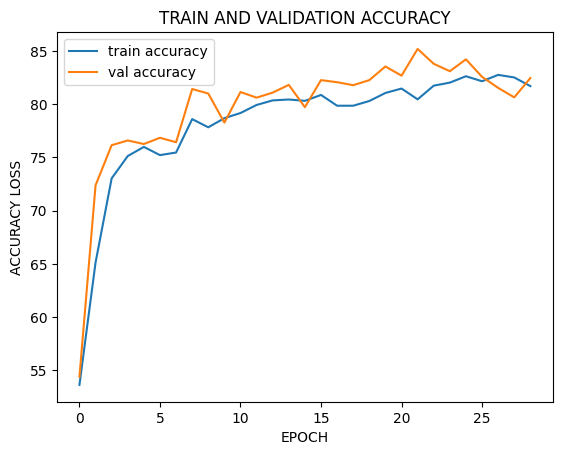 TRAIN AND VALIDATION ACCURACY
train accuracy
val accuracy
ACCURACY LOSS
85
80
75
70
65
60
55
0 5 10 15 20 25
EPOCH